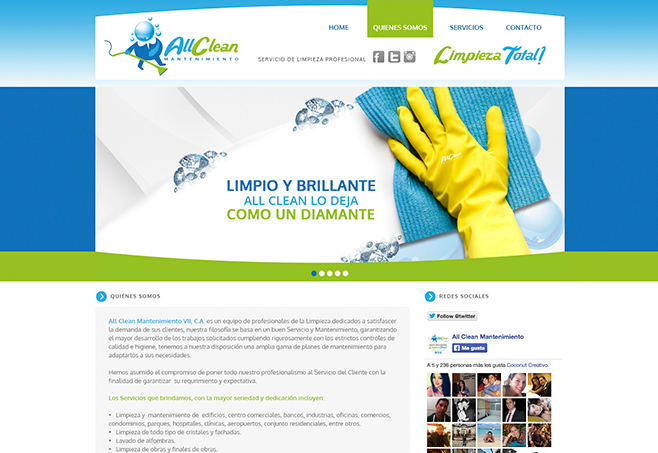 HOME
QUIENES SOMOS
SERVICIOS
CONTACTO
AllClean
MANTENIMIENTO
SERVICIO DE LIMPIEZA PROFESIONAL
Limpieza Total!
AllClean
LIMPIO Y BRILLANTE
ALL CLEAN LO DEJA
COMO UN DIAMANTE
QUIÉNES SOMOS
All Clean Mantenimiento VII, C.A. es un equipo de profesionales de la Limpieza dedicados a satisfascer
la demanda de sus clientes, nuestra filosofía se basa en un buen Servicio y Mantenimiento, garantizando
el mayor desarrollo de los trabajos solicitados cumpliendo rigurosamente con los estrictos controles de
calidad e higiene, tenemos a nuestra disposición una amplia gama de planes de mantenimiento para
adaptarlos a sus necesidades.
Hemos asumido el compromiso de poner todo nuestro profesionalismo al Servicio del Cliente con la
finalidad de garantizar su requrimiento y expectativa.
Los Servicios que brindamos, con la mayor seriedad y dedicación incluyen:
• Limpieza y mantenimiento de edificios, centro comerciales, bancos, industrias, oficinas, comercios,
condominios, parques, hospitales, clínicas, aeropuertos, conjunto residenciales, entre otros.
• Limpieza de todo tipo de cristales y fachadas.
• Lavado de alfombras.
• Limpieza de obras y finales de obras.
REDES SOCIALES
Follow @twitter
All Clean Mantenimiento
Me gusta
A ti y 236 personas más les gusta Coconut Creativo.